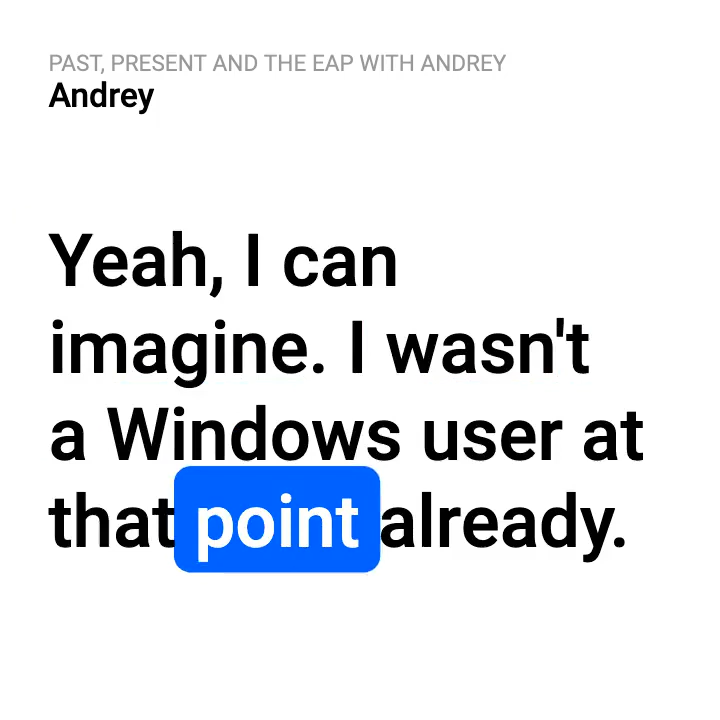 PAST, PRESENT AND THE EAP WITH ANDREY
Andrey
Yeah, I can
imagine. I wasn't
a Windows user at
that point already.